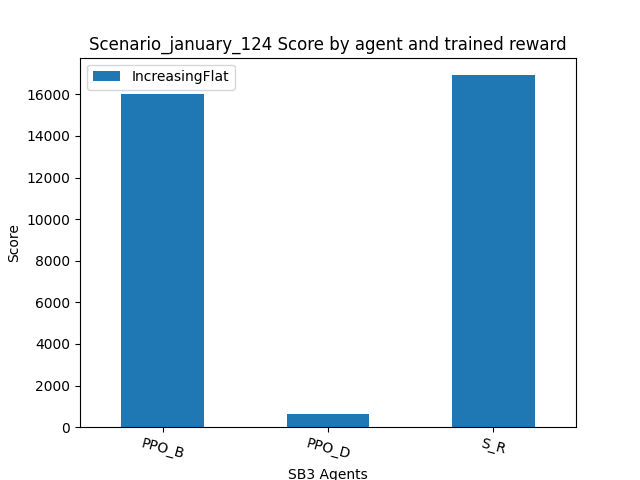 Scenario_january_124 Score by agent and trained reward
IncreasingFlat
16000
14000
12000
10000
8000
6000
4000
2000
0
Score
PPO_B
PPO_D
S_R
SB3 Agents